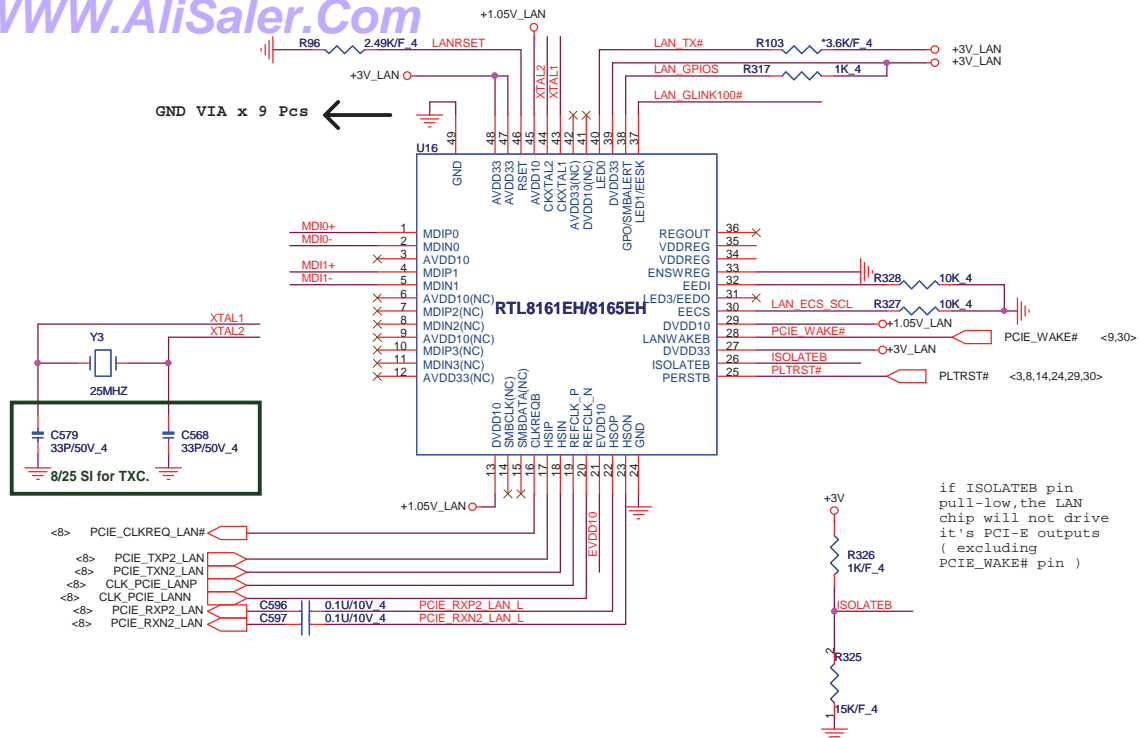 WWW.AliSaler.Com
+1.05V_LAN
R96 2.49K/F_4 LANRSET
LAN_TX# R103 *3.6K/F_4 +3V_LAN
+3V_LAN
+3V_LAN
XTAL2
XTAL1
LAN_GPIOS R317 1K_4
LAN_GLINK100#
GND VIA x 9 Pcs
49 48 47 46 45 44 43 42 41 40 39 38 37
U16
GND
AVDD33
AVDD33
RSET
AVDD10
CKXTAL2
CKXTAL1
AVDD33(NC)
DVDD10(NC)
LED0
DVDD33
GPO/SMBALERT
LED1/EESK
MDI0+ 1 MDIP0
MDI0- 2 MDIN0
3 AVDD10
MDI1+ 4 MDIP1
MDI1- 5 MDIN1
6 AVDD10(NC)
7 MDIP2(NC)
8 MDIN2(NC)
9 AVDD10(NC)
10 MDIP3(NC)
11 MDIN3(NC)
12 AVDD33(NC)
RTL8161EH/8165EH
REGOUT 36
VDDREG 35
VDDREG 34
ENSWREG 33
EEDI 32 R328 10K_4
LED3/EEDO 31
EECS 30 LAN_ECS_SCL R327 10K_4
DVDD10 29 +1.05V_LAN
LANWAKEB 28 PCIE_WAKE# PCIE_WAKE# <9,30>
DVDD33 27 +3V_LAN
ISOLATEB 26 ISOLATEB
PERSTB 25 PLTRST# PLTRST# <3,8,14,24,29,30>
XTAL1
XTAL2
Y3
25MHZ
C579
33P/50V_4
C568
33P/50V_4
8/25 SI for TXC.
DVDD10
SMBCLK(NC)
SMBDATA(NC)
CLKREQB
HSIP
HSIN
REFCLK_P
REFCLK_N
EVDD10
HSOP
HSON
GND
13 14 15 16 17 18 19 20 21 22 23 24
+1.05V_LAN
EVDD10
<8> PCIE_CLKREQ_LAN#
<8> PCIE_TXP2_LAN
<8> PCIE_TXN2_LAN
<8> CLK_PCIE_LANP
<8> CLK_PCIE_LANN
<8> PCIE_RXP2_LAN C596 0.1U/10V_4 PCIE_RXP2_LAN_L
<8> PCIE_RXN2_LAN C597 0.1U/10V_4 PCIE_RXN2_LAN_L
+3V
R326
1K/F_4
ISOLATEB
2
R325
1
15K/F_4
if ISOLATEB pin
pull-low,the LAN
chip will not drive
it's PCI-E outputs
( excluding
PCIE_WAKE# pin )